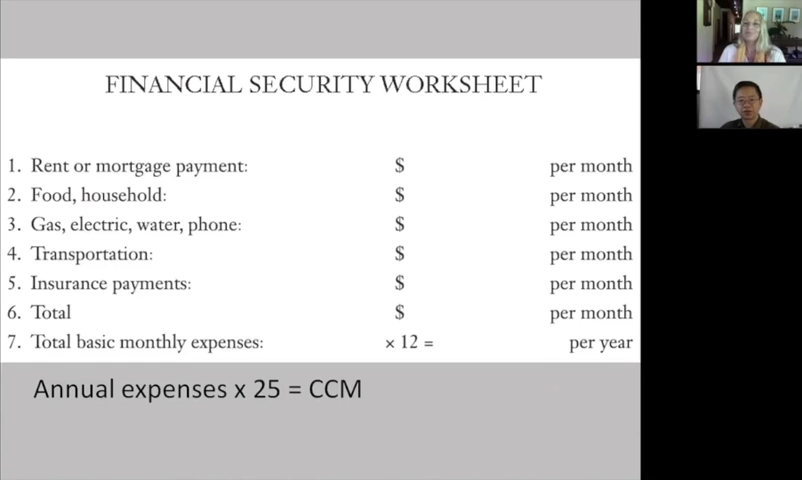 FINANCIAL SECURITY WORKSHEET
1. Rent or mortgage payment: $ per month
2. Food, household: $ per month
3. Gas, electric, water, phone: $ per month
4. Transportation: $ per month
5. Insurance payments: $ per month
6. Total $ per month
7. Total basic monthly expenses: × 12 = per year
Annual expenses x 25 = CCM